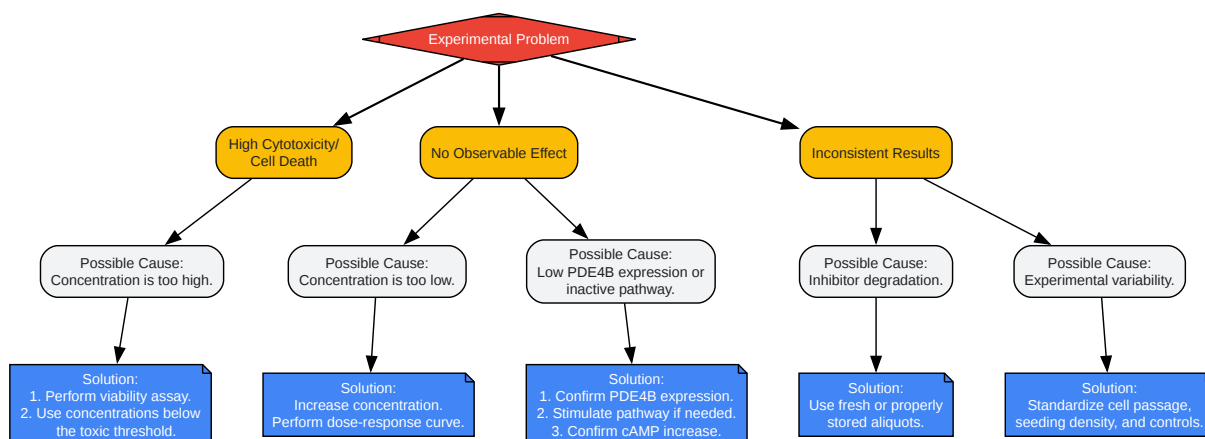 Experimental Problem
High Cytotoxicity/
Cell Death
No Observable Effect
Inconsistent Results
Possible Cause:
Concentration is too high.
Possible Cause:
Concentration is too low.
Possible Cause:
Low PDE4B expression or
inactive pathway.
Possible Cause:
Inhibitor degradation.
Possible Cause:
Experimental variability.
Solution:
1. Perform viability assay.
2. Use concentrations below
the toxic threshold.
Solution:
Increase concentration.
Perform dose-response curve.
Solution:
1. Confirm PDE4B expression.
2. Stimulate pathway if needed.
3. Confirm cAMP increase.
Solution:
Use fresh or properly
stored aliquots.
Solution:
Standardize cell passage,
seeding density, and controls.